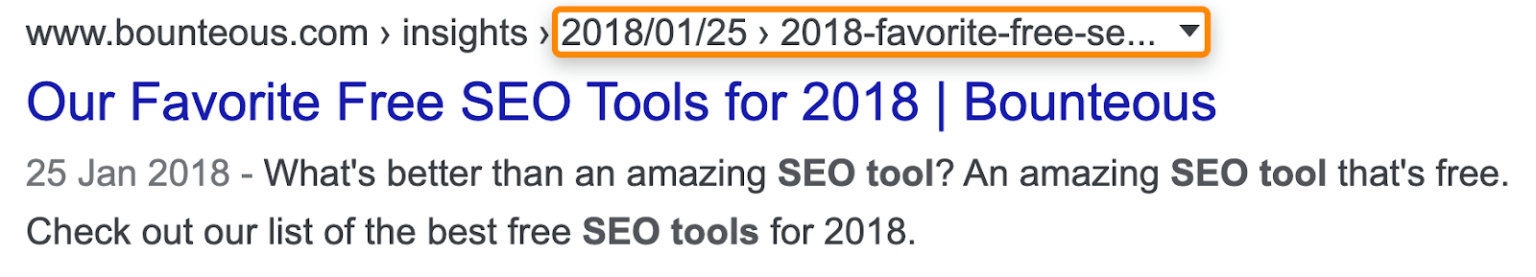 www.bounteous.com › insights › 2018/01/25 › 2018-favorite-free-se...
Our Favorite Free SEO Tools for 2018 | Bounteous
25 Jan 2018 - What's better than an amazing SEO tool? An amazing SEO tool that's free.
Check out our list of the best free SEO tools for 2018.